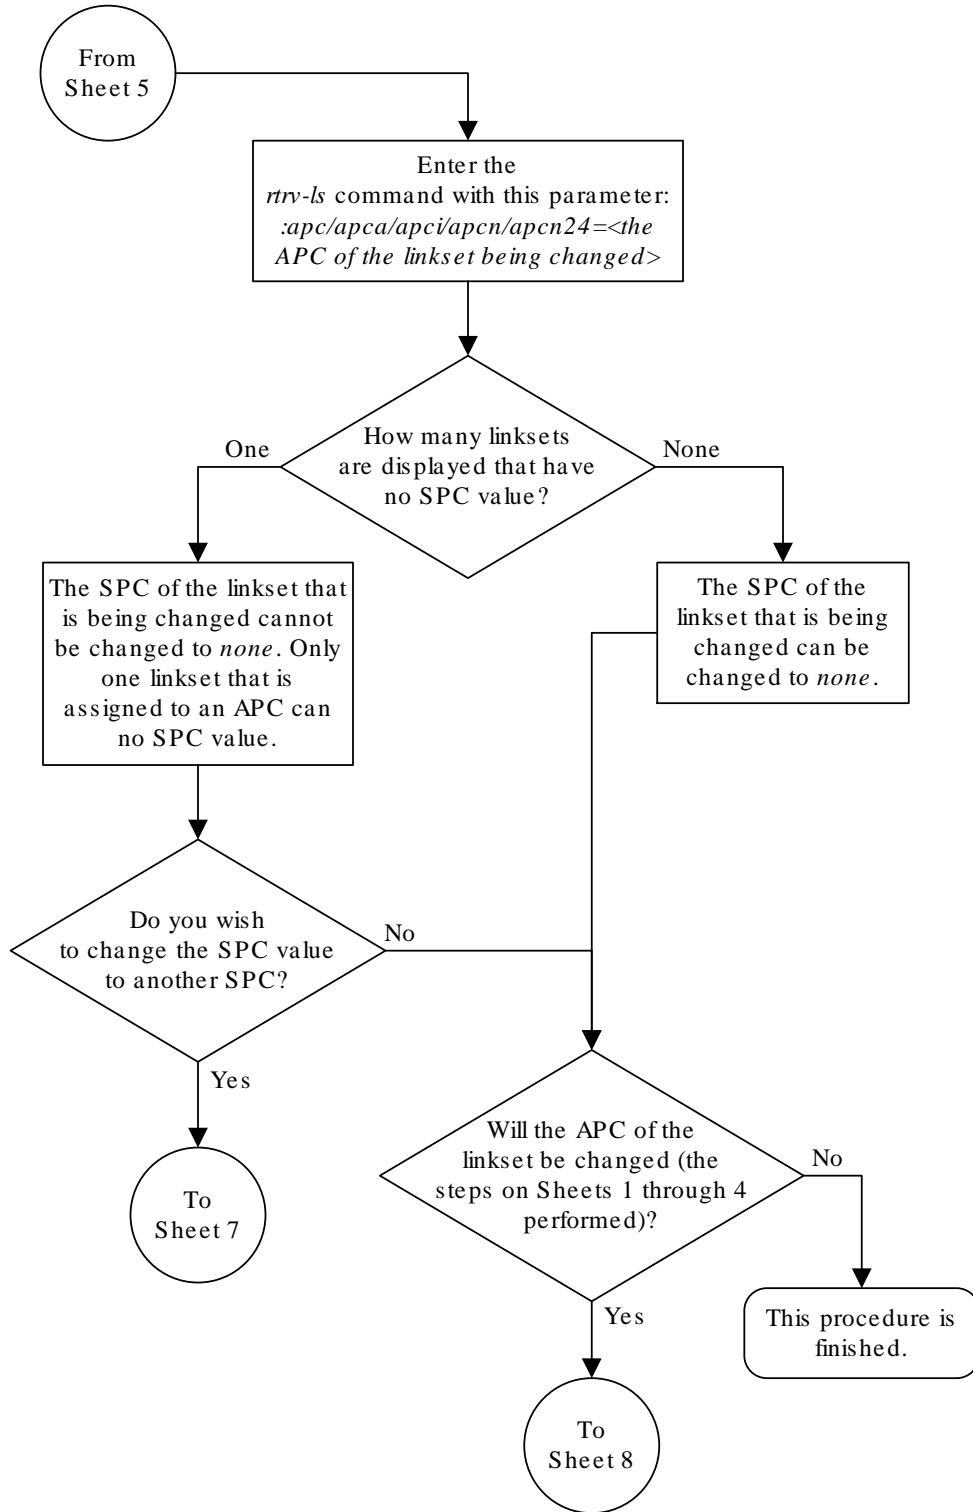 From
Sheet 5
Enter the
rtrv-ls command with this parameter:
:apc/apca/apci/apcn/apcn24=<the
APC of the linkset being changed>
How many linksets
are displayed that have
no SPC value?
One
None
The SPC of the linkset that
is being changed cannot
be changed to none. Only
one linkset that is
assigned to an APC can
no SPC value.
The SPC of the
linkset that is being
changed can be
changed to none.
Do you wish
to change the SPC value
to another SPC?
No
Yes
To
Sheet 7
Will the APC of the
linkset be changed (the
steps on Sheets 1 through 4
performed)?
No
Yes
This procedure is
finished.
To
Sheet 8